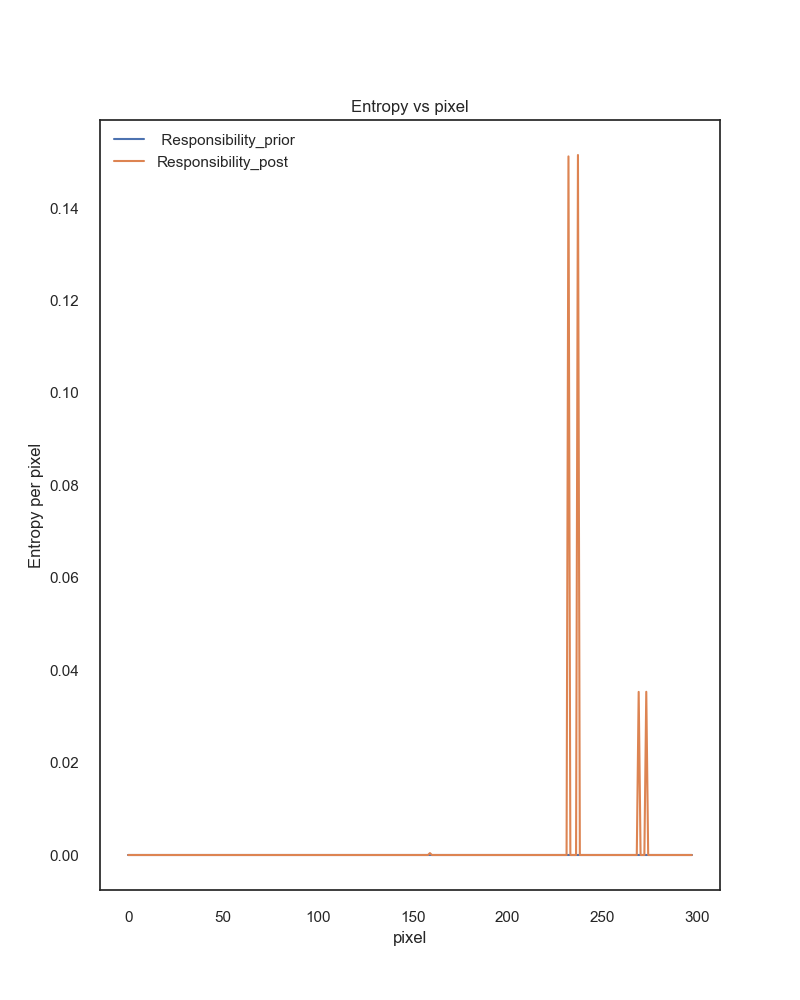 Entropy vs pixel
Responsibility_prior
Responsibility_post
0.14
0.12
0.10
0.08
0.06
0.04
0.02
0.00
Entropy per pixel
0 50 100 150 200 250 300
pixel